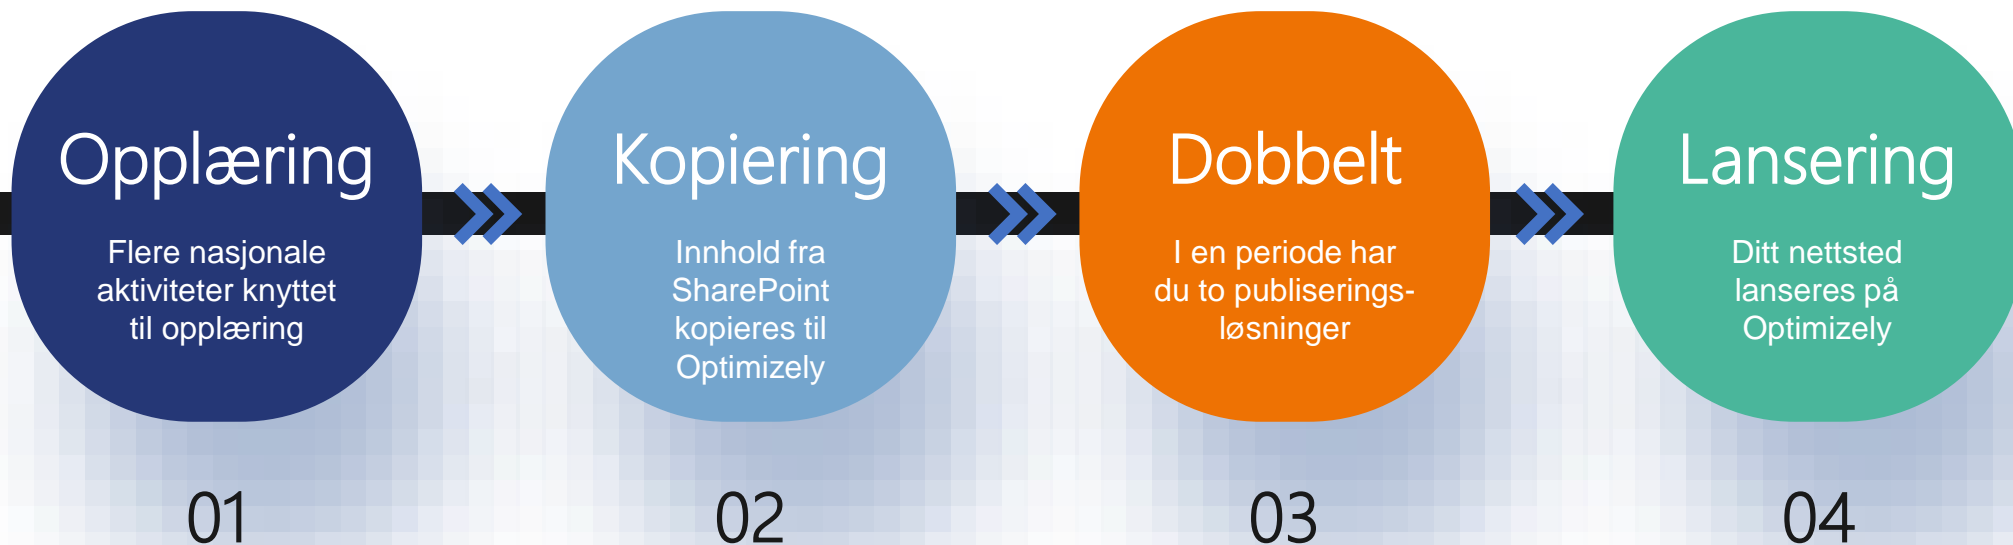 Opplæring
Flere nasjonale
aktiviteter knyttet
til opplæring
01
Kopiering
Innhold fra
SharePoint
kopieres til
Optimizely
02
Dobbelt
I en periode har
du to publiserings-
løsninger
03
Lansering
Ditt nettsted
lanseres på
Optimizely
04